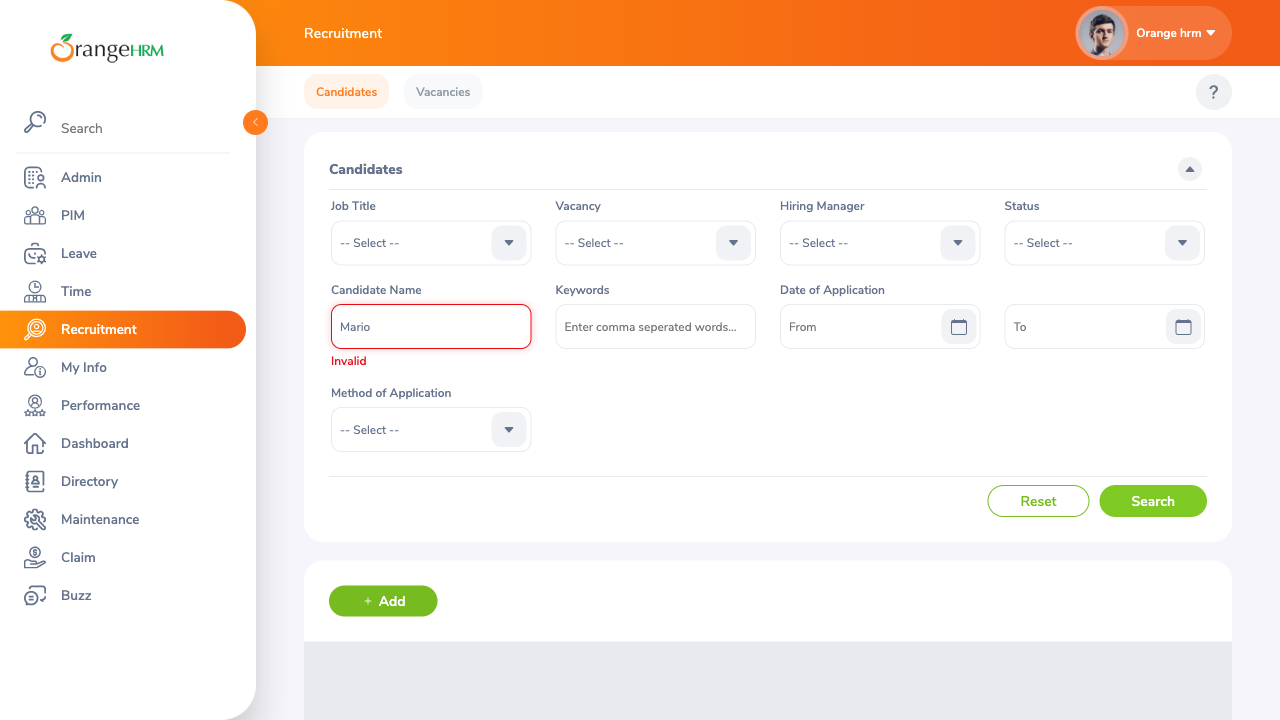 OrangeHRM
Recruitment
Orange hrm
Candidates
Vacancies
?
Search
Admin
PIM
Leave
Time
Recruitment
My Info
Performance
Dashboard
Directory
Maintenance
Claim
Buzz
Candidates
Job Title
Vacancy
Hiring Manager
Status
-- Select --
-- Select --
-- Select --
-- Select --
Candidate Name
Keywords
Date of Application
Mario
Enter comma seperated words...
From
To
Invalid
Method of Application
-- Select --
Reset
Search
+ Add